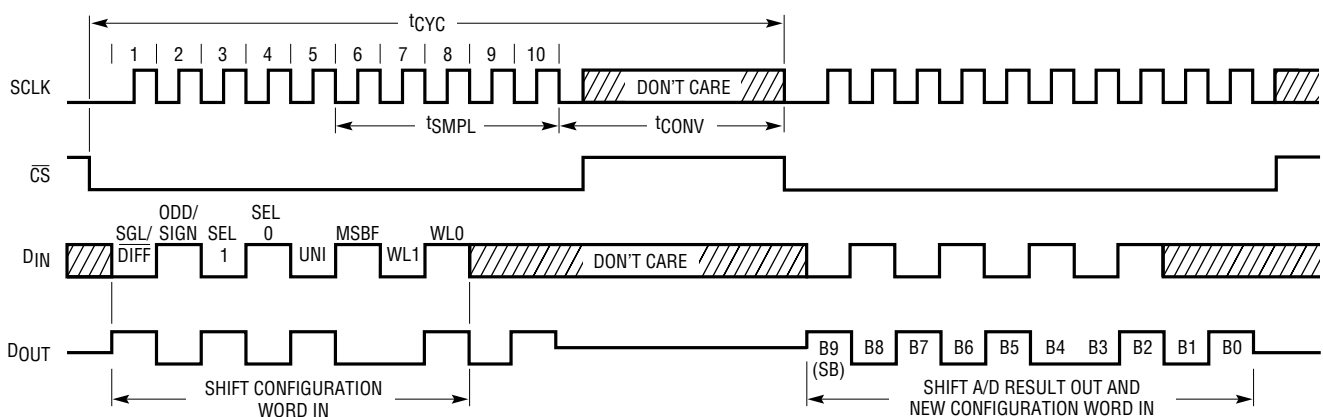 tCYC
1 2 3 4 5 6 7 8 9 10
SCLK
DON'T CARE
tSMPL
tCONV
CS
SGL/
DIFF
ODD/
SIGN
SEL
1
SEL
0
UNI
MSBF
WL1
WL0
DIN
DON'T CARE
DOUT
B9
(SB)
B8 B7 B6 B5 B4 B3 B2 B1 B0
SHIFT CONFIGURATION
WORD IN
SHIFT A/D RESULT OUT AND
NEW CONFIGURATION WORD IN